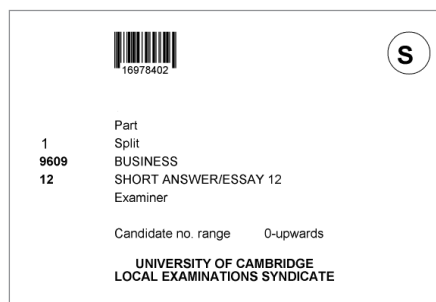 16978402
S
Part
1 Split
9609 BUSINESS
12 SHORT ANSWER/ESSAY 12
Examiner
Candidate no. range 0-upwards
UNIVERSITY OF CAMBRIDGE
LOCAL EXAMINATIONS SYNDICATE